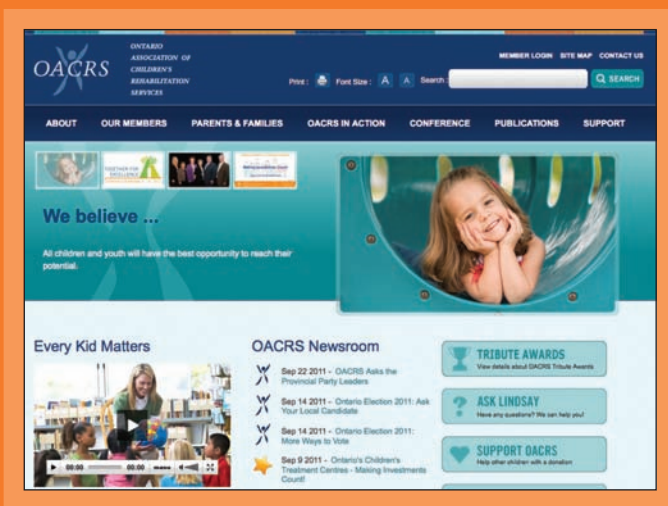 OACRS
ONTARIO
ASSOCIATION OF
CHILDREN'S
REHABILITATION
SERVICES
MEMBER LOGIN SITE MAP CONTACT US
Print: Font Size: A A Search: SEARCH
ABOUT OUR MEMBERS PARENTS & FAMILIES OACRS IN ACTION CONFERENCE PUBLICATIONS SUPPORT
TOGETHER FOR
EXCELLENCE
We believe ...
All children and youth will have the best opportunity to reach their
potential.
Every Kid Matters
00:00 00:00
OACRS Newsroom
Sep 22 2011 - OACRS Asks the
Provincial Party Leaders
Sep 14 2011 - Ontario Election 2011: Ask
Your Local Candidate
Sep 14 2011 - Ontario Election 2011:
More Ways to Vote
Sep 9 2011 - Ontario's Children's
Treatment Centres - Making Investments
Count!
TRIBUTE AWARDS
View details about OACRS Tribute Awards
ASK LINDSAY
Have any questions? We can help you!
SUPPORT OACRS
Help other children with a donation